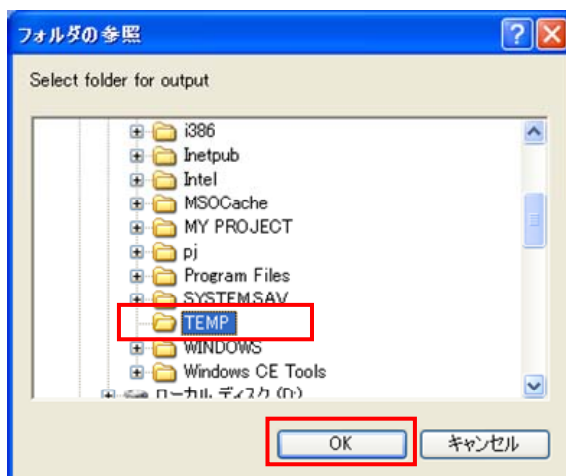 フォルダの参照
Select folder for output
i386
Inetpub
Intel
MSOCache
MY PROJECT
pj
Program Files
SYSTEM.SAV
TEMP
WINDOWS
Windows CE Tools
ローカル ディスク (D:)
OK キャンセル